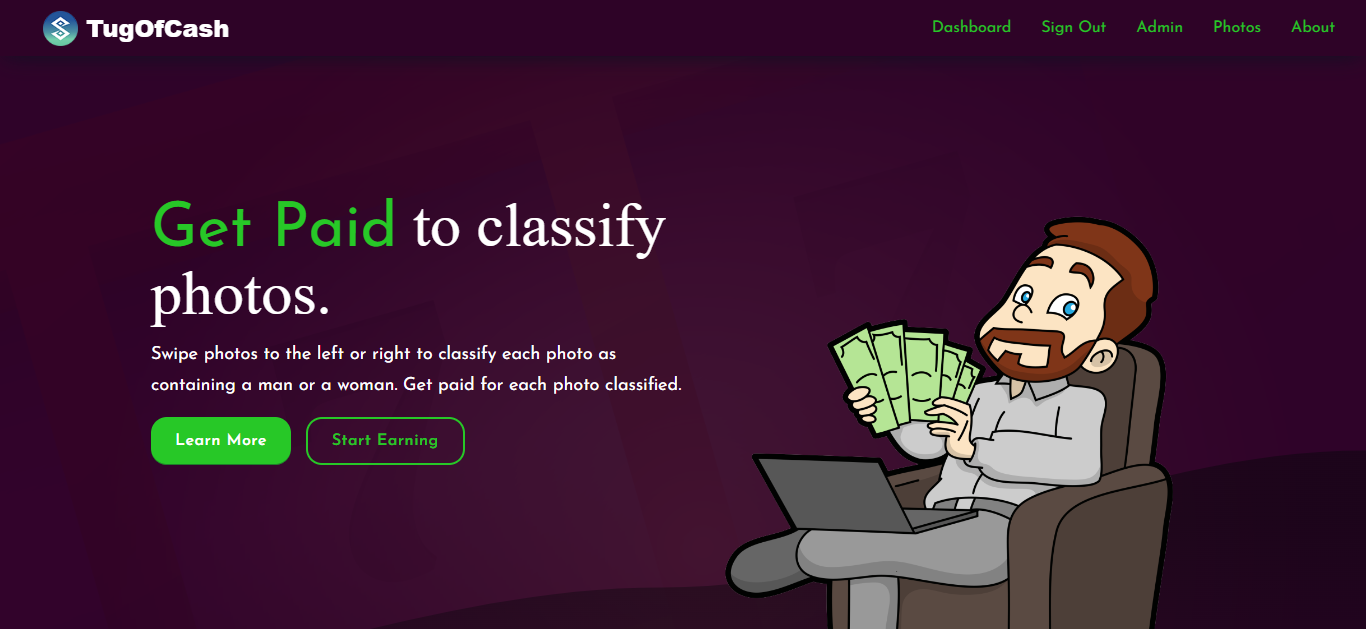 TugOfCash
Dashboard Sign Out Admin Photos About
Get Paid to classify
photos.
Swipe photos to the left or right to classify each photo as
containing a man or a woman. Get paid for each photo classified.
Learn More Start Earning